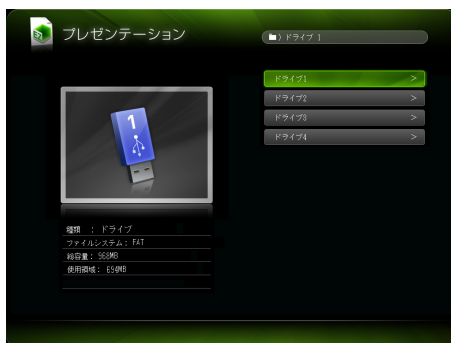 プレゼンテーション
) ドライブ 1
ドライブ1 >
ドライブ2 >
ドライブ3 >
ドライブ4 >
1
種類 : ドライブ
ファイルシステム: FAT
総容量: 968MB
使用領域: 694MB